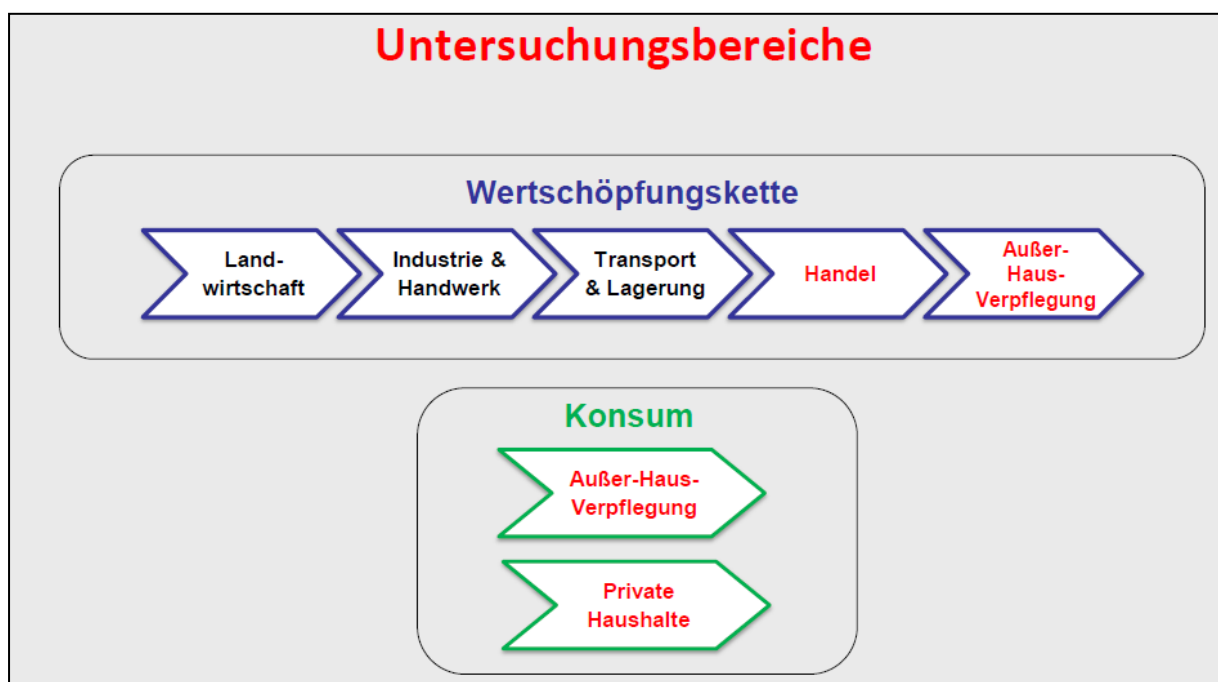 Untersuchungsbereiche
Wertschöpfungskette
Land-
wirtschaft
Industrie &
Handwerk
Transport
& Lagerung
Handel
Außer-
Haus-
Verpflegung
Konsum
Außer-Haus-
Verpflegung
Private
Haushalte